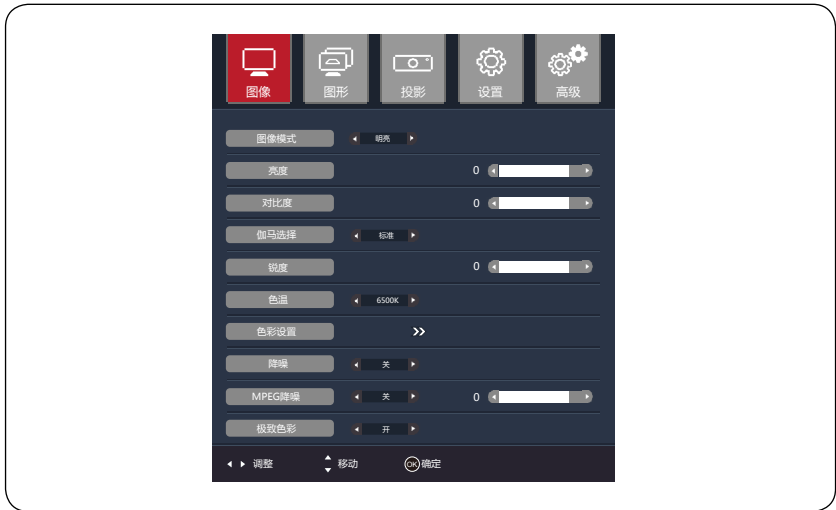 图像 图形 投影 设置 高级
图像模式 明亮
亮度 0
对比度 0
伽马选择 标准
锐度 0
色温 6500K
色彩设置 >>
降噪 关
MPEG降噪 关 0
极致色彩 开
调整 移动 OK 确定